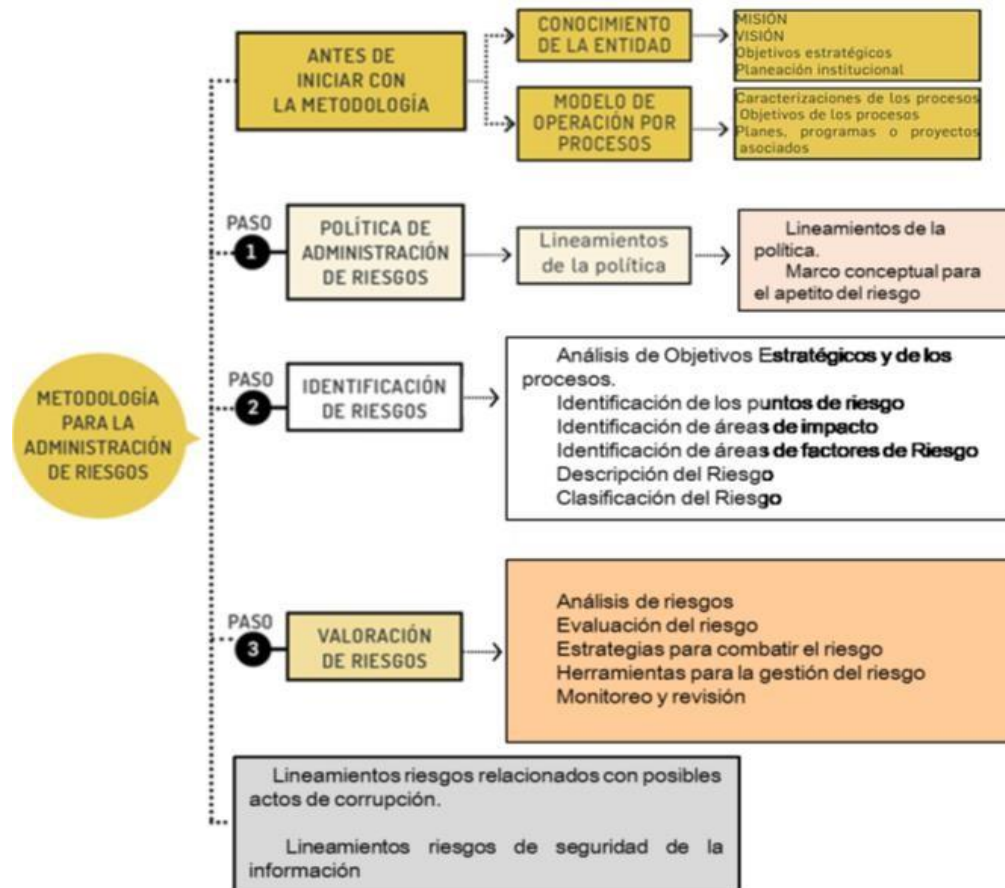 ANTES DE
INICIAR CON
LA METODOLOGÍA
CONOCIMIENTO
DE LA ENTIDAD
MISIÓN
VISIÓN
Objetivos estratégicos
Planeación institucional
MODELO DE
OPERACIÓN POR
PROCESOS
Caracterizaciones de los procesos
Objetivos de los procesos
Planes, programas o proyectos
asociados
PASO
1
POLÍTICA DE
ADMINISTRACIÓN
DE RIESGOS
Lineamientos
de la política
Lineamientos de la
política.
Marco conceptual para
el apetito del riesgo
METODOLOGÍA
PARA LA
ADMINISTRACIÓN
DE RIESGOS
PASO
2
IDENTIFICACIÓN
DE RIESGOS
Análisis de Objetivos Estratégicos y de los
procesos.
Identificación de los puntos de riesgo
Identificación de áreas de impacto
Identificación de áreas de factores de Riesgo
Descripción del Riesgo
Clasificación del Riesgo
PASO
3
VALORACIÓN
DE RIESGOS
Análisis de riesgos
Evaluación del riesgo
Estrategias para combatir el riesgo
Herramientas para la gestión del riesgo
Monitoreo y revisión
Lineamientos riesgos relacionados con posibles
actos de corrupción.
Lineamientos riesgos de seguridad de la
información